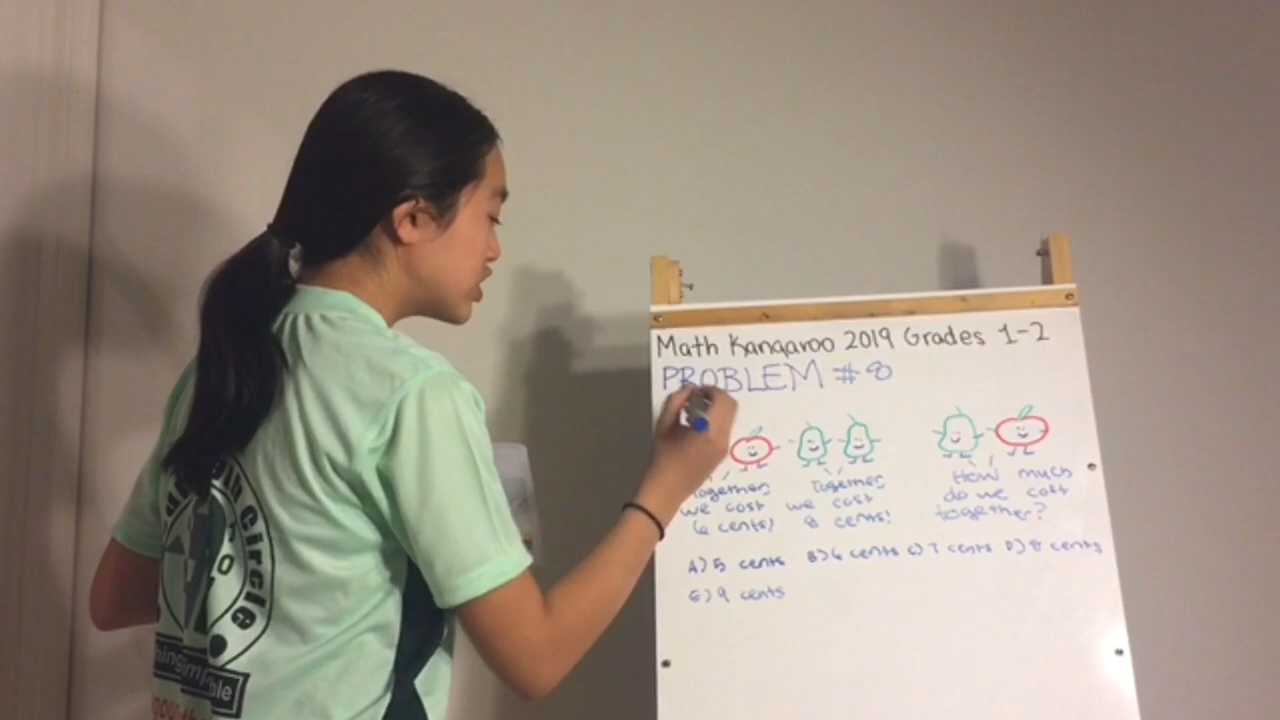 Math Kangaroo 2019 Grades 1-2
PROBLEM #8
Together we cost 6 cents!
Together we cost 8 cents!
How much do we cost together?
A) 5 cents B) 6 cents C) 7 cents D) 8 cents
E) 9 cents
Circle